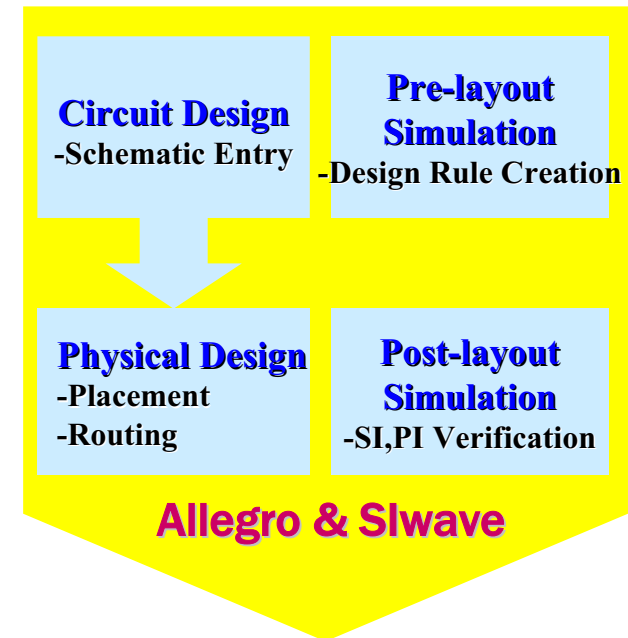 Circuit Design
-Schematic Entry
Pre-layout
Simulation
-Design Rule Creation
Physical Design
-Placement
-Routing
Post-layout
Simulation
-SI,PI Verification
Allegro & SIwave